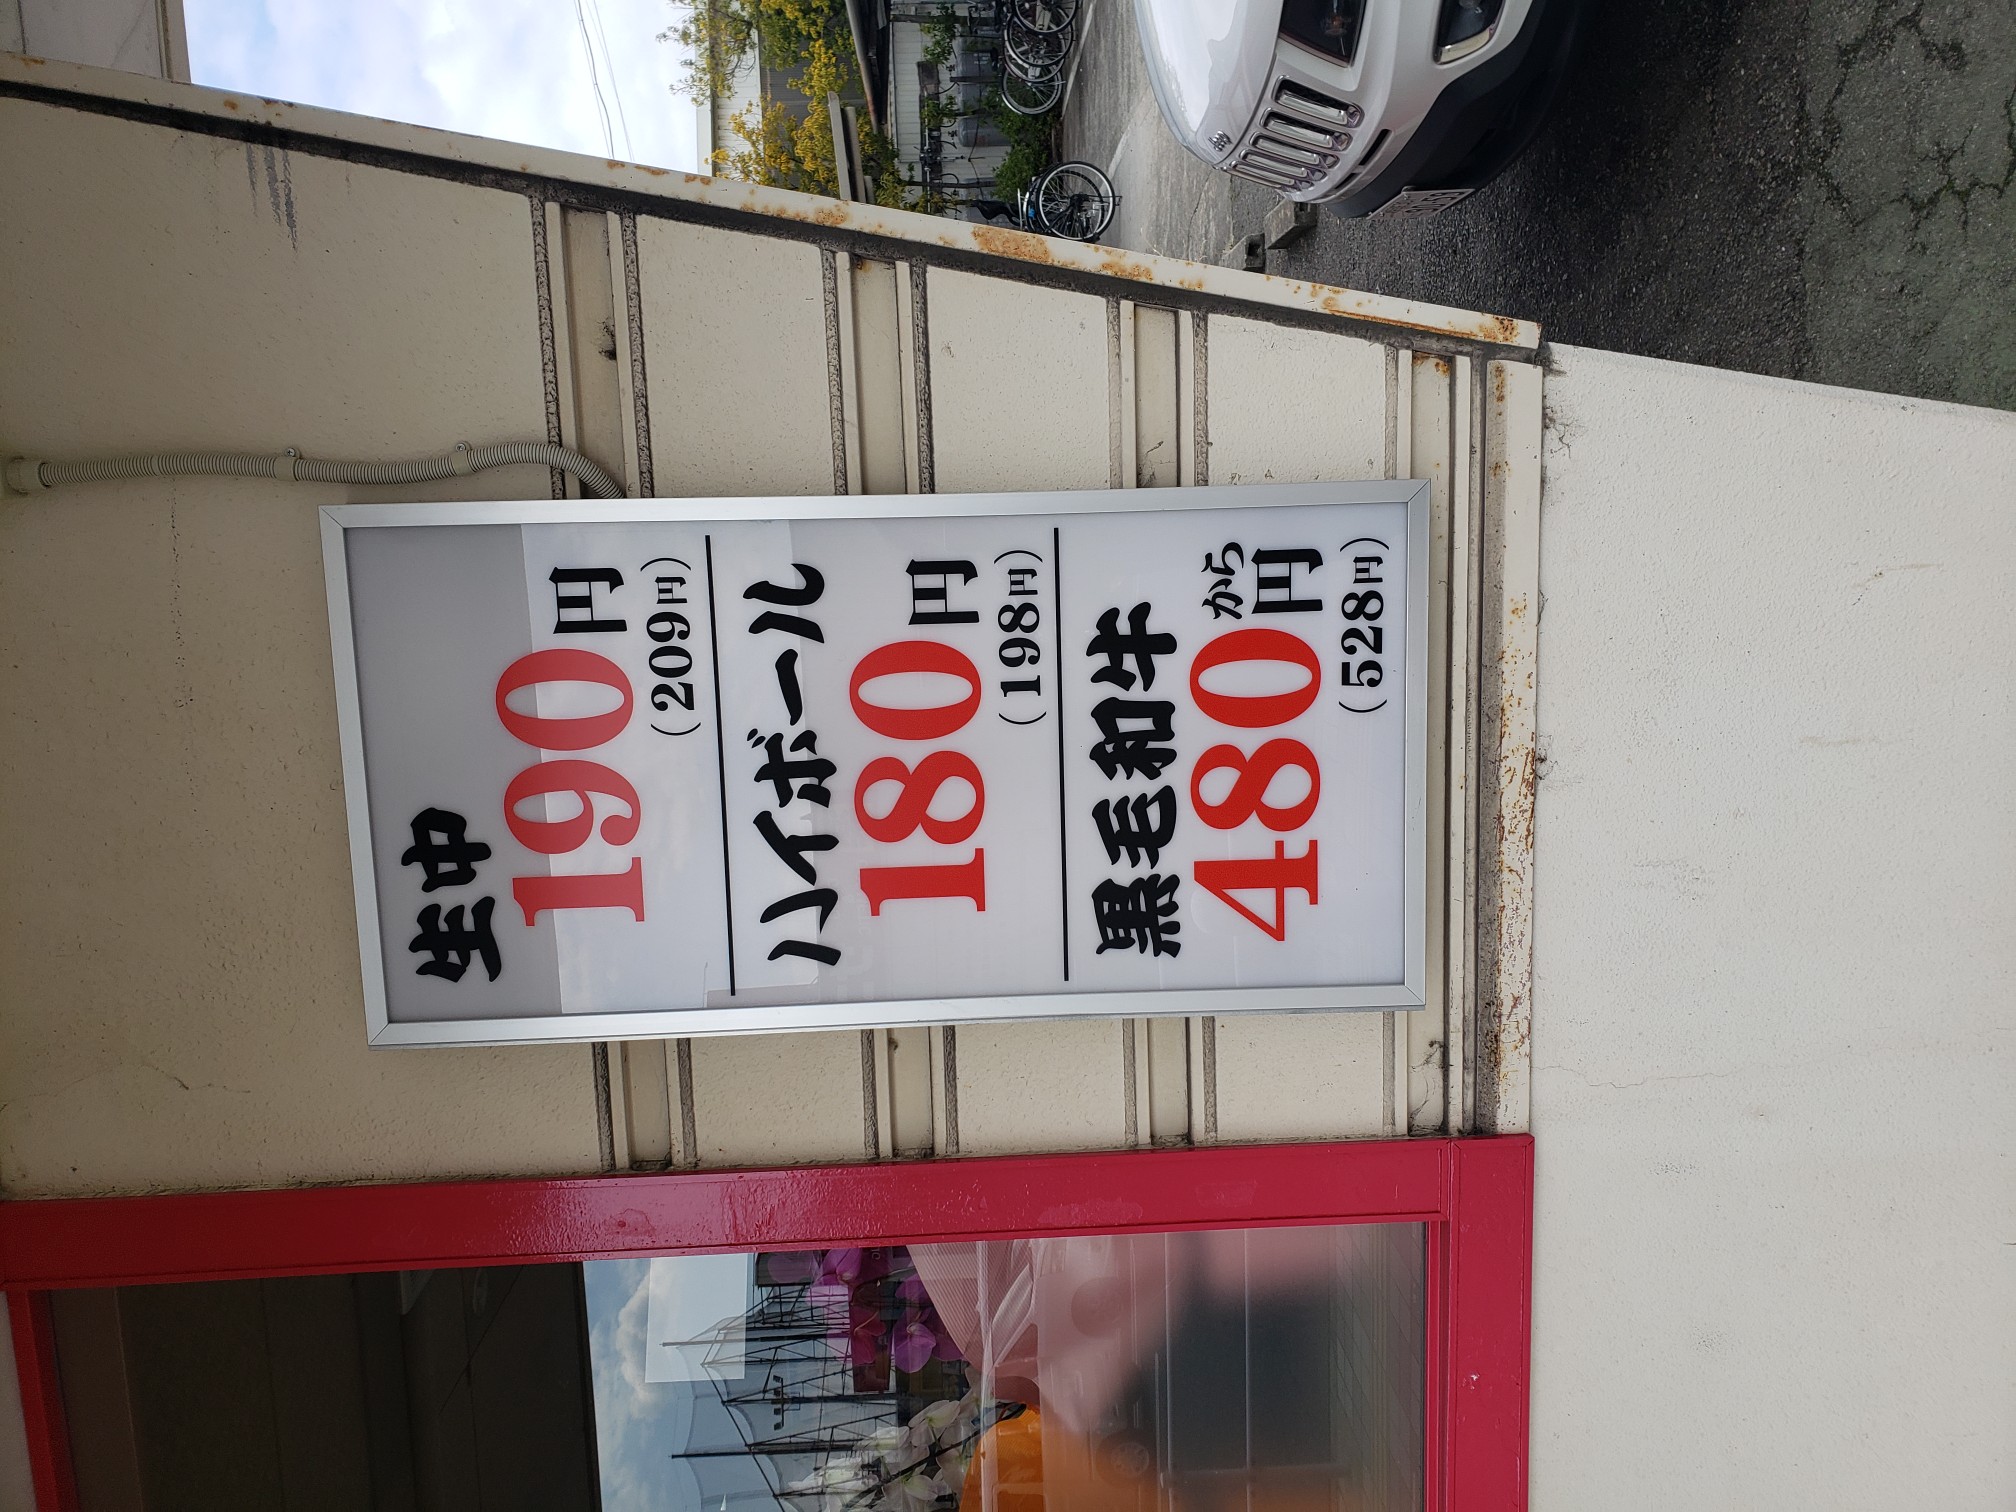 生中
190円
(209円)
ハイボール
180円
(198円)
黒毛和牛
480円から
(528円)